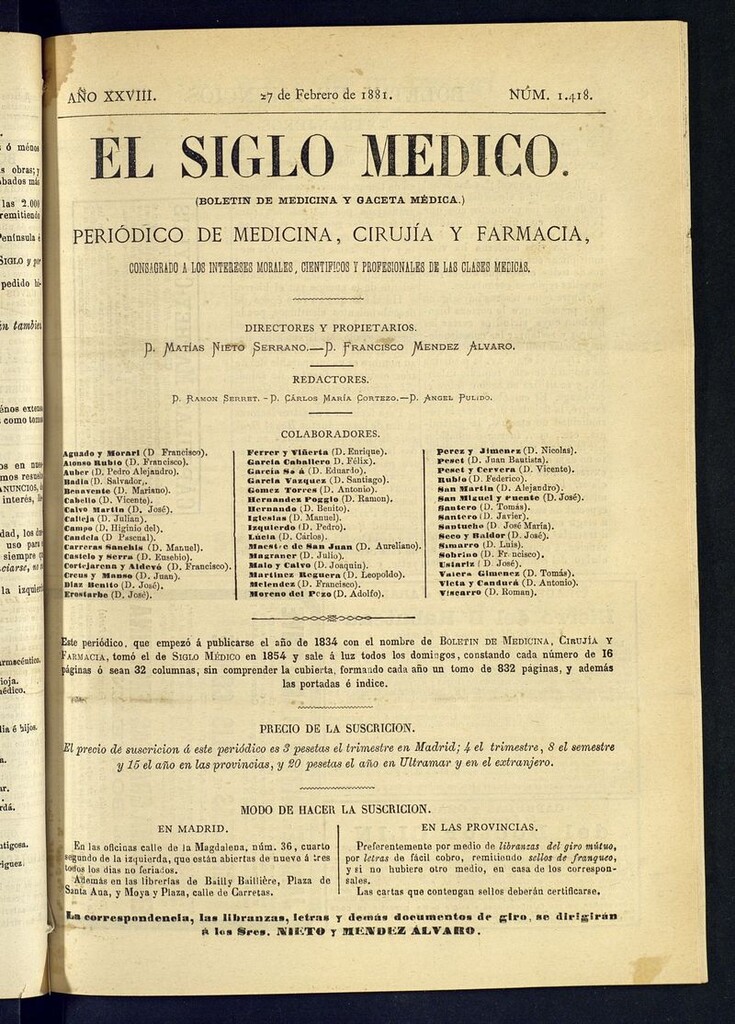 AÑO XXVIII.
27 de Febrero de 1881.
NÚM. 1.418.
EL SIGLO MEDICO.
(BOLETIN DE MEDICINA Y GACETA MÉDICA.)
PERIÓDICO DE MEDICINA, CIRUJÍA Y FARMACIA,
CONSAGRADO A LOS INTERESES MORALES, CIENTIFICOS Y PROFESIONALES DE LAS CLASES MEDICAS.
DIRECTORES Y PROPIETARIOS.
D. MATÍAS NIETO SERRANO.—D. FRANCISCO MENDEZ ALVARO.
REDACTORES.
D. RAMON SERRET. - D. CÁRLOS MARÍA CORTEZO.—D. ANGEL PULIDO.
COLABORADORES.
Aguado y Morari (D Francisco).
Alonso Rubio (D. Francisco).
Auber (D. Pedro Alejandro).
Badia (D. Salvador,.
Benavente (D. Mariano).
Cabello (D. Vicente).
Calvo Martin (D. José),
Calleja (D. Julian).
Campo (D. Higinio del).
Candela (D Pascual).
Carreras Sanchis (D. Manuel).
Castelo y Serra (D. Eusebio).
Cortejarena y Aldevó (D. Francisco).
Creus y Manso (D. Juan).
Diaz Benito (D. José).
Erostarbe (D. José).
Ferrer y Viñerta (D. Enrique).
Garcia Caballero (D. Félix).
Garcia (D. Eduardo).
Garcia Vazquez (D. Santiago).
Gomez Torres (D. Antonio).
Hernandez Poggio (D. Ramon).
Hernando (D. Benito).
Iglesias (D. Manuel).
Izquierdo (D. Pedro).
Lúcia (D. Cárlos).
Maestre de San Juan (D. Aureliano).
Magraner (D. Julio).
Malo y Calvo (D. Joaquin).
Martinez Reguera (D. Leopoldo).
Melendez (D. Francisco).
Moreno del Pozo (D. Adolfo).
Perez y Jimenez (D. Nicolas).
Peset (D. Juan Bautista).
Peset y Cervera (D. Vicente).
Rubio (D. Federico).
San Martin (D. Alejandro).
San Miguel y Fuente (D. José).
Santero (D. Tomás).
Santero (D. Javier).
Santucho (D. José Maria).
Seco y Baldor (D. José).
Simarro (D. Luis).
Sobrino (D. Fr.ncisco).
Ustariz (D. José).
Valera Gimenez (D. Tomás).
Vieta y Candurá (D. Antonio).
Viscarro (D. Roman).
Este periódico, que empezó á publicarse el año de 1834 con el nombre de BOLETIN DE MEDICINA, CIRUJÍA Y
FARMACIA, tomó el de SIGLO MÉDICO en 1854 y sale á luz todos los domingos, constando cada número de 16
páginas ó sean 32 columnas, sin comprender la cubierta, formando cada año un tomo de 832 páginas, y además
las portadas é indice.
PRECIO DE LA SUSCRICION.
El precio de suscricion á este periódico es 3 pesetas el trimestre en Madrid; 4 el trimestre, 8 el semestre
y 15 el año en las provincias, y 20 pesetas el año en Ultramar y en el extranjero.
MODO DE HACER LA SUSCRICION.
EN MADRID.
En las oficinas calle de la Magdalena, núm. 36, cuarto
segundo de la izquierda, que están abiertas de nueve á tres
todos los dias no feriados.
Además en las librerías de Bailly Bailliére, Plaza de
Santa Ana, y Moya y Plaza, calle de Carretas.
EN LAS PROVINCIAS.
Preferentemente por medio de libranzas del giro mútuo,
por letras de fácil cobro, remitiendo sellos de franqueo,
y si no hubiere otro medio, en casa de los correspon-
sales.
Las cartas que contengan sellos deberán certificarse.
La correspondencia, las libranzas, letras y demás documentos de giro, se dirigirán
á los Sres. NIETO y MENDEZ ÁLVARO.